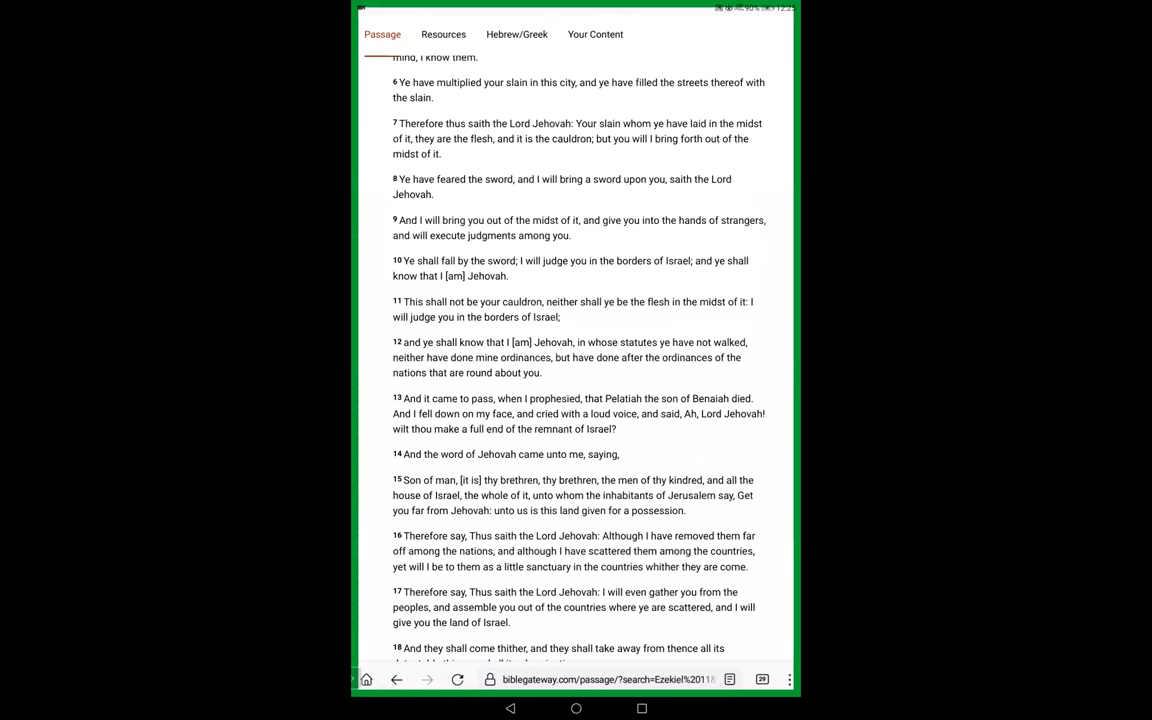 90% 12:25
Passage Resources Hebrew/Greek Your Content
mind, I know them.
6 Ye have multiplied your slain in this city, and ye have filled the streets thereof with
the slain.
7 Therefore thus saith the Lord Jehovah: Your slain whom ye have laid in the midst
of it, they are the flesh, and it is the cauldron; but you will I bring forth out of the
midst of it.
8 Ye have feared the sword, and I will bring a sword upon you, saith the Lord
Jehovah.
9 And I will bring you out of the midst of it, and give you into the hands of strangers,
and will execute judgments among you.
10 Ye shall fall by the sword; I will judge you in the borders of Israel; and ye shall
know that I [am] Jehovah.
11 This shall not be your cauldron, neither shall ye be the flesh in the midst of it: I
will judge you in the borders of Israel;
12 and ye shall know that I [am] Jehovah, in whose statutes ye have not walked,
neither have done mine ordinances, but have done after the ordinances of the
nations that are round about you.
13 And it came to pass, when I prophesied, that Pelatiah the son of Benaiah died.
And I fell down on my face, and cried with a loud voice, and said, Ah, Lord Jehovah!
wilt thou make a full end of the remnant of Israel?
14 And the word of Jehovah came unto me, saying,
15 Son of man, [it is] thy brethren, thy brethren, the men of thy kindred, and all the
house of Israel, the whole of it, unto whom the inhabitants of Jerusalem say, Get
you far from Jehovah: unto us is this land given for a possession.
16 Therefore say, Thus saith the Lord Jehovah: Although I have removed them far
off among the nations, and although I have scattered them among the countries,
yet will I be to them as a little sanctuary in the countries whither they are come.
17 Therefore say, Thus saith the Lord Jehovah: I will even gather you from the
peoples, and assemble you out of the countries where ye are scattered, and I will
give you the land of Israel.
18 And they shall come thither, and they shall take away from thence all its
biblegateway.com/passage/?search=Ezekiel%2011& 29